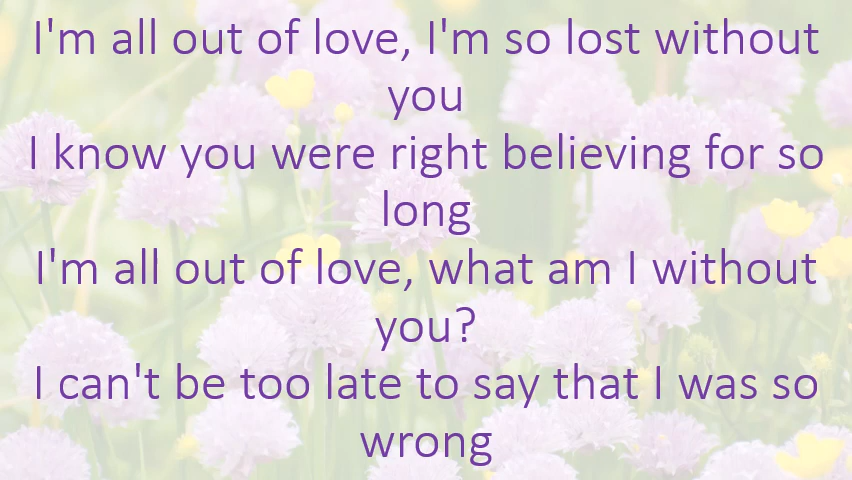 I'm all out of love, I'm so lost without
you
I know you were right believing for so
long
I'm all out of love, what am I without
you?
I can't be too late to say that I was so
wrong